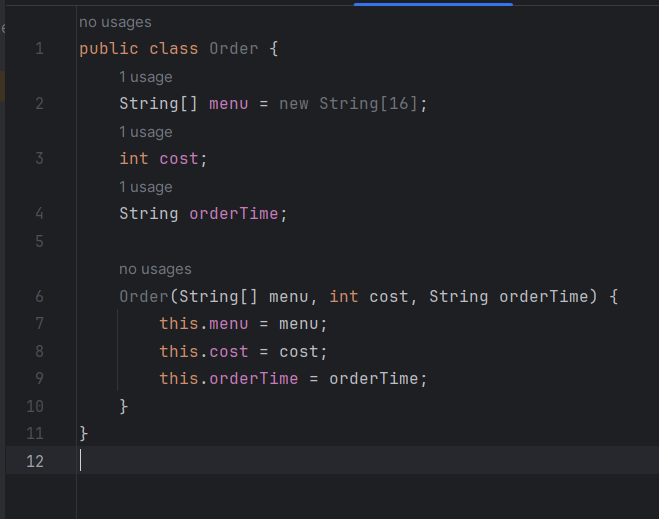 no usages
1 public class Order {
1 usage
2 String[] menu = new String[16];
1 usage
3 int cost;
1 usage
4 String orderTime;
5
no usages
6 Order(String[] menu, int cost, String orderTime) {
7 this.menu = menu;
8 this.cost = cost;
9 this.orderTime = orderTime;
10 }
11 }
12